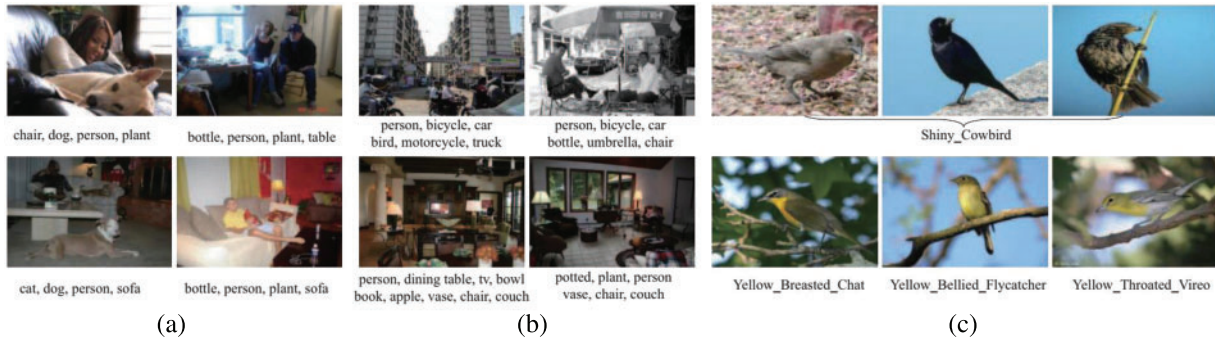 chair, dog, person, plant
bottle, person, plant, table
person, bicycle, car
bird, motorcycle, truck
person, bicycle, car
bottle, umbrella, chair
Shiny_Cowbird
cat, dog, person, sofa
bottle, person, plant, sofa
person, dining table, tv, bowl
book, apple, vase, chair, couch
potted, plant, person
vase, chair, couch
Yellow_Breasted_Chat
Yellow_Bellied_Flycatcher
Yellow_Throated_Vireo
(a)
(b)
(c)